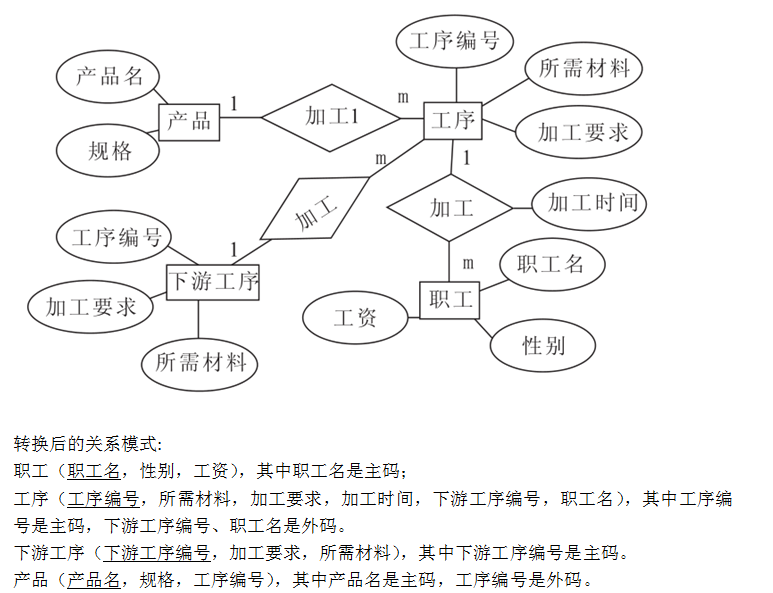 工序编号
产品名
所需材料
1
m
产品
加工1
工序
加工要求
规格
m
1
加工
加工
加工时间
工序编号
1
m
职工名
下游工序
职工
加工要求
工资
性别
所需材料
转换后的关系模式:
职工（职工名，性别，工资），其中职工名是主码；
工序（工序编号，所需材料，加工要求，加工时间，下游工序编号，职工名），其中工序编
号是主码，下游工序编号、职工名是外码。
下游工序（下游工序编号，加工要求，所需材料），其中下游工序编号是主码。
产品（产品名，规格，工序编号），其中产品名是主码，工序编号是外码。